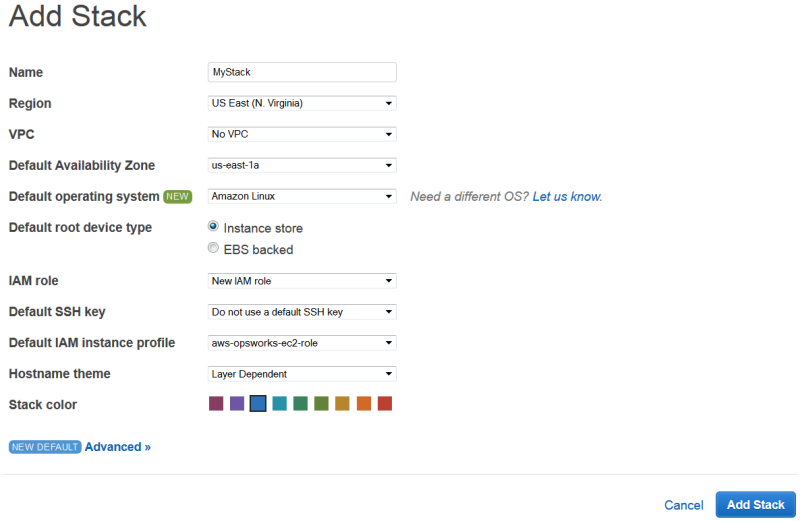 Add Stack
Name MyStack
Region US East (N. Virginia)
VPC No VPC
Default Availability Zone us-east-1a
Default operating system NEW Amazon Linux Need a different OS? Let us know.
Default root device type Instance store
EBS backed
IAM role New IAM role
Default SSH key Do not use a default SSH key
Default IAM instance profile aws-opsworks-ec2-role
Hostname theme Layer Dependent
Stack color
NEW DEFAULT Advanced »
Cancel Add Stack